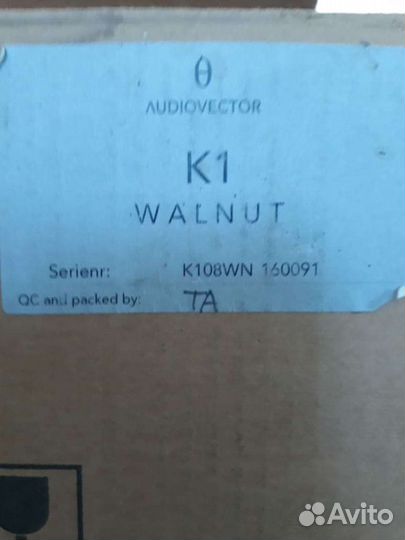 AUDIOVECTOR
K1
WALNUT
Serienr: K108WN 160091
QC and packed by: TA
Avito